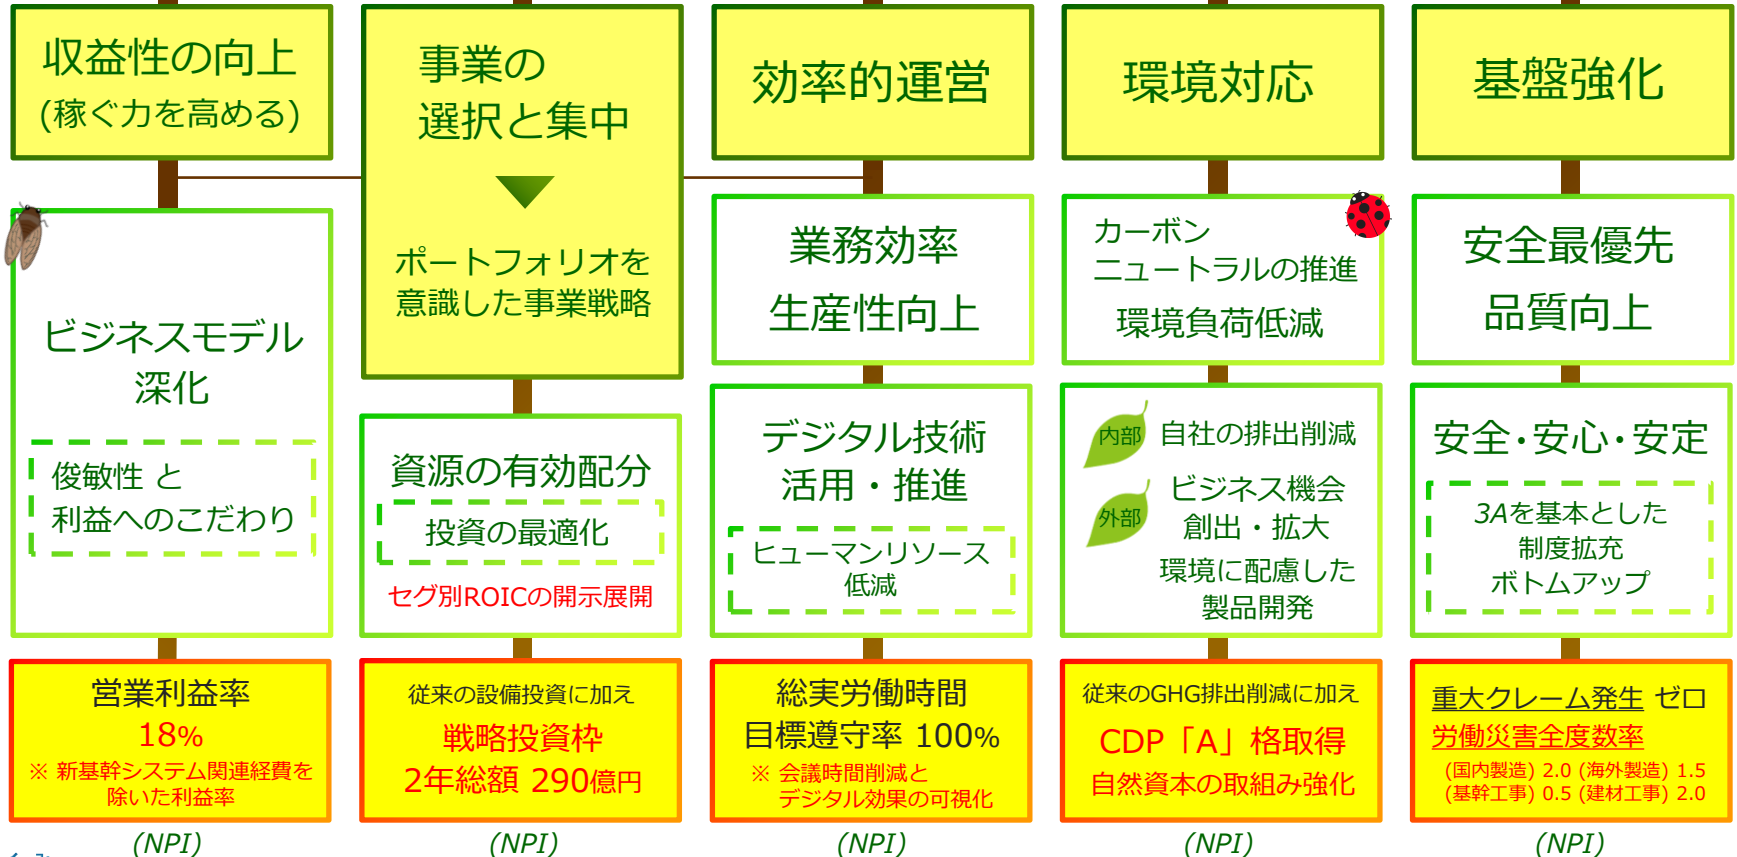 収益性の向上
(稼ぐ力を高める)
ビジネスモデル
深化
俊敏性 と
利益へのこだわり
営業利益率
18%
※ 新基幹システム関連経費を
除いた利益率
(NPI)
事業の
選択と集中
ポートフォリオを
意識した事業戦略
資源の有効配分
投資の最適化
セグ別ROICの開示展開
従来の設備投資に加え
戦略投資枠
2年総額 290億円
(NPI)
効率的運営
業務効率
生産性向上
デジタル技術
活用・推進
ヒューマンリソース
低減
総実労働時間
目標遵守率 100%
※ 会議時間削減と
デジタル効果の可視化
(NPI)
環境対応
カーボン
ニュートラルの推進
環境負荷低減
内部 自社の排出削減
外部 ビジネス機会
創出・拡大
環境に配慮した
製品開発
従来のGHG排出削減に加え
CDP「A」格取得
自然資本の取組み強化
(NPI)
基盤強化
安全最優先
品質向上
安全・安心・安定
3Aを基本とした
制度拡充
ボトムアップ
重大クレーム発生 ゼロ
労働災害全度数率
(国内製造) 2.0 (海外製造) 1.5
(基幹工事) 0.5 (建材工事) 2.0
(NPI)